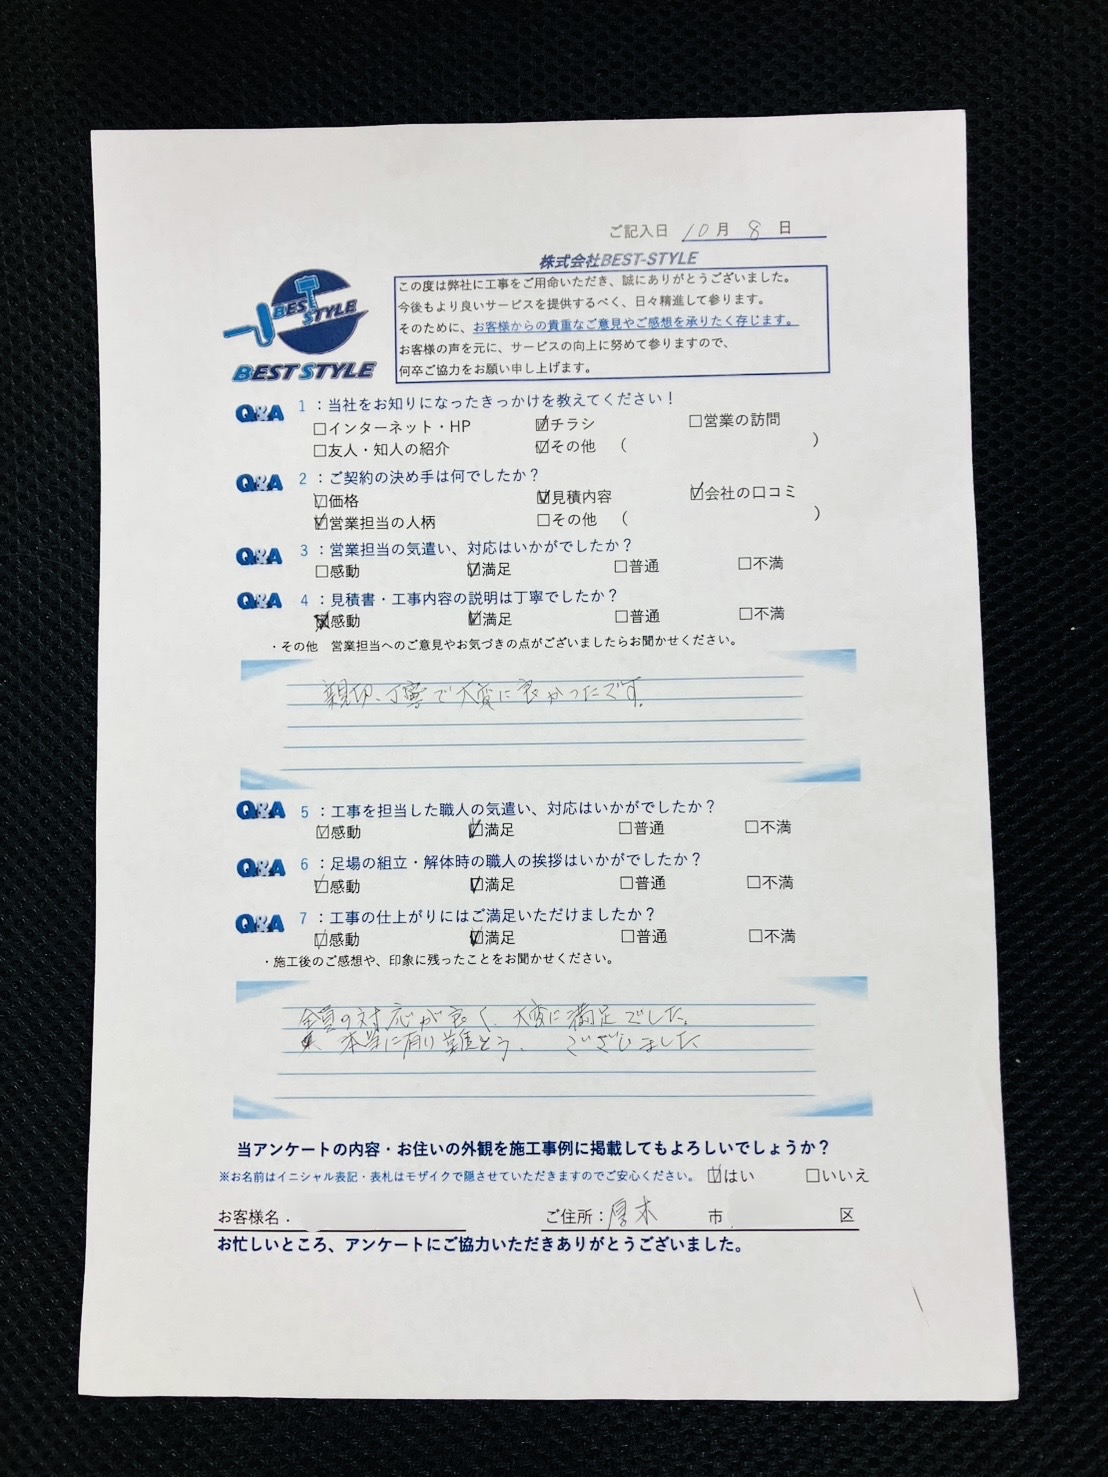 ご記入日 10月 8 日
株式会社BEST-STYLE
BEST STYLE
BEST STYLE
この度は弊社に工事をご用命いただき、誠にありがとうございました。
今後もより良いサービスを提供するべく、日々精進して参ります。
そのために、お客様からの貴重なご意見やご感想を承りたく存じます。
お客様の声を元に、サービスの向上に努めて参りますので、
何卒ご協力をお願い申し上げます。
Q&A 1：当社をお知りになったきっかけを教えてください！
□インターネット・HP ☑チラシ □営業の訪問
□友人・知人の紹介 ☑その他 （ ）
Q&A 2：ご契約の決め手は何でしたか？
☑価格 ☑見積内容 ☑会社の口コミ
☑営業担当の人柄 □その他 （ ）
Q&A 3：営業担当の気遣い、対応はいかがでしたか？
□感動 ☑満足 □普通 □不満
Q&A 4：見積書・工事内容の説明は丁寧でしたか？
☒感動 ☑満足 □普通 □不満
・その他 営業担当へのご意見やお気づきの点がございましたらお聞かせください。
親切、丁寧で大変に良かったです。
Q&A 5：工事を担当した職人の気遣い、対応はいかがでしたか？
☑感動 ☑満足 □普通 □不満
Q&A 6：足場の組立・解体時の職人の挨拶はいかがでしたか？
☑感動 ☑満足 □普通 □不満
Q&A 7：工事の仕上がりにはご満足いただけましたか？
☑感動 ☑満足 □普通 □不満
・施工後のご感想や、印象に残ったことをお聞かせください。
全員の対応が良く、大変に満足でした。
本当に有り難とう、ございました
当アンケートの内容・お住いの外観を施工事例に掲載してもよろしいでしょうか？
※お名前はイニシャル表記・表札はモザイクで隠させていただきますのでご安心ください。 ☑はい □いいえ
お客様名． ご住所：厚木 市 区
お忙しいところ、アンケートにご協力いただきありがとうございました。